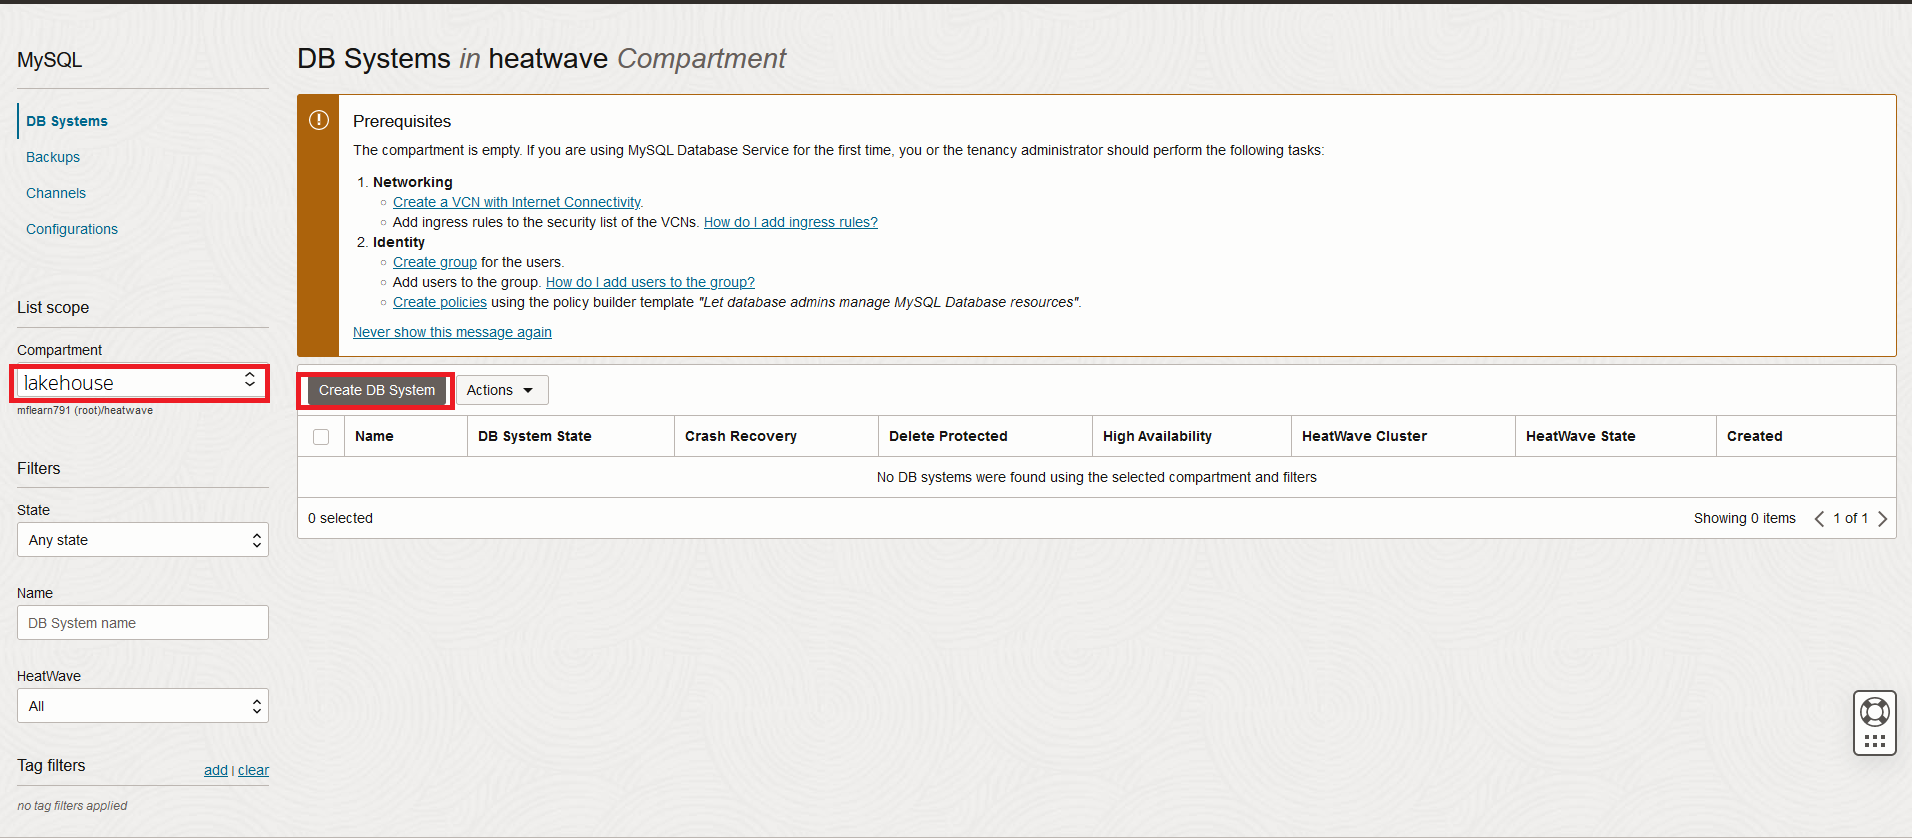 MySQL
DB Systems
Backups
Channels
Configurations
List scope
Compartment
lakehouse
mflearn791 (root)/heatwave
Filters
State
Any state
Name
DB System name
HeatWave
All
Tag filters
add | clear
no tag filters applied
DB Systems in heatwave Compartment
Prerequisites
The compartment is empty. If you are using MySQL Database Service for the first time, you or the tenancy administrator should perform the following tasks:
1. Networking
Create a VCN with Internet Connectivity.
Add ingress rules to the security list of the VCNs. How do I add ingress rules?
2. Identity
Create group for the users.
Add users to the group. How do I add users to the group?
Create policies using the policy builder template "Let database admins manage MySQL Database resources".
Never show this message again
Create DB System Actions
Name DB System State Crash Recovery Delete Protected High Availability HeatWave Cluster HeatWave State Created
No DB systems were found using the selected compartment and filters
0 selected Showing 0 items 1 of 1